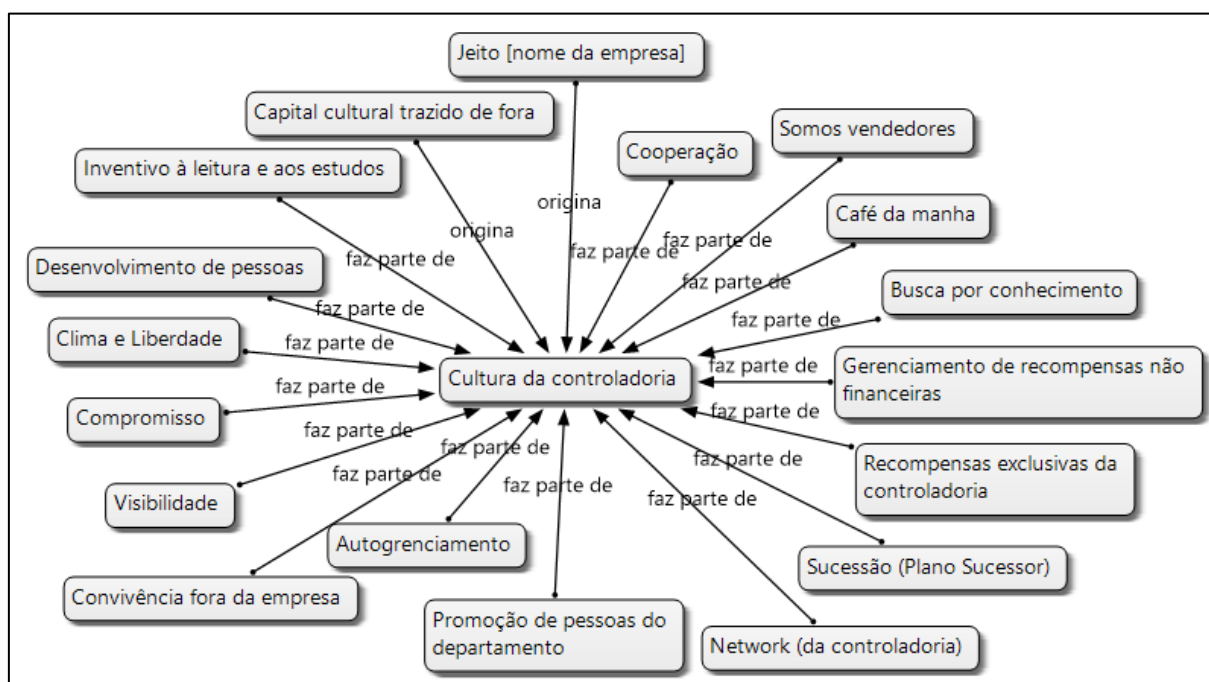 Jeito [nome da empresa]
Capital cultural trazido de fora
Somos vendedores
Cooperação
Inventivo à leitura e aos estudos
Café da manha
origina
origina
faz parte de
faz parte de
faz parte de
Desenvolvimento de pessoas
faz parte de
Busca por conhecimento
faz parte de
faz parte de
Clima e Liberdade
faz parte de
Gerenciamento de recompensas não
financeiras
faz parte de
Cultura da controladoria
faz parte de
Compromisso
faz parte de
faz parte de
faz parte de
faz parte de
Recompensas exclusivas da
controladoria
faz parte de
faz parte de
faz parte de
Visibilidade
Autogrenciamento
Sucessão (Plano Sucessor)
Convivência fora da empresa
Promoção de pessoas do
departamento
Network (da controladoria)